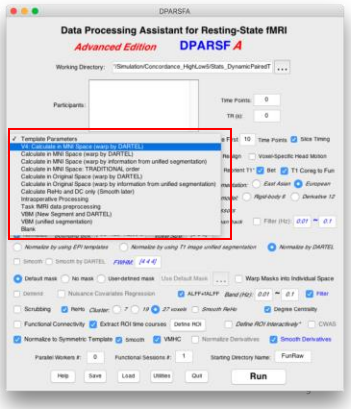 DPARSFA
Data Processing Assistant for Resting-State fMRI
Advanced Edition DPARSF A
Working Directory: '/Simulation/Concordance_HighLow5/Stats_DynamicPairedT ...
Participants:
Time Points: 0
TR (s): 0
✓ Template Parameters
V4: Calculate in MNI Space (warp by DARTEL)
Calculate in MNI Space (warp by DARTEL)
Calculate in MNI Space (warp by information from unified segmentation)
Calculate in MNI Space: TRADITIONAL order
Calculate in Original Space (warp by DARTEL)
Calculate in Original Space (warp by information from unified segmentation)
Calculate ReHo and DC only (Smooth later)
Intraoperative Processing
Task fMRI data preprocessing
VBM (New Segment and DARTEL)
VBM (unified segmentation)
Blank
First 10 Time Points Slice Timing
Voxel-Specific Head Motion
Reorient T1* Bet T1 Coreg to Fun
East Asian European
Rigid-body 6 Derivative 12
Filter (Hz): 0.01 ~ 0.1
Normalize by using EPI templates Normalize by using T1 image unified segmentation Normalize by DARTEL
Smooth Smooth by DARTEL FWHM: [4 4 4]
Default mask No mask User-defined mask Use Default Mask ... Warp Masks into Individual Space
Detrend Nuisance Covariates Regression ALFF+fALFF Band (Hz): 0.01 ~ 0.1 Filter
Scrubbing ReHo Cluster: 7 19 27 voxels Smooth ReHo Degree Centrality
Functional Connectivity Extract ROI time courses Define ROI Define ROI Interactively* CWAS
Normalize to Symmetric Template Smooth VMHC Normalize Derivatives Smooth Derivatives
Parallel Workers #: 0 Functional Sessions #: 1 Starting Directory Name: FunRaw
Help Save Load Utilities Quit Run